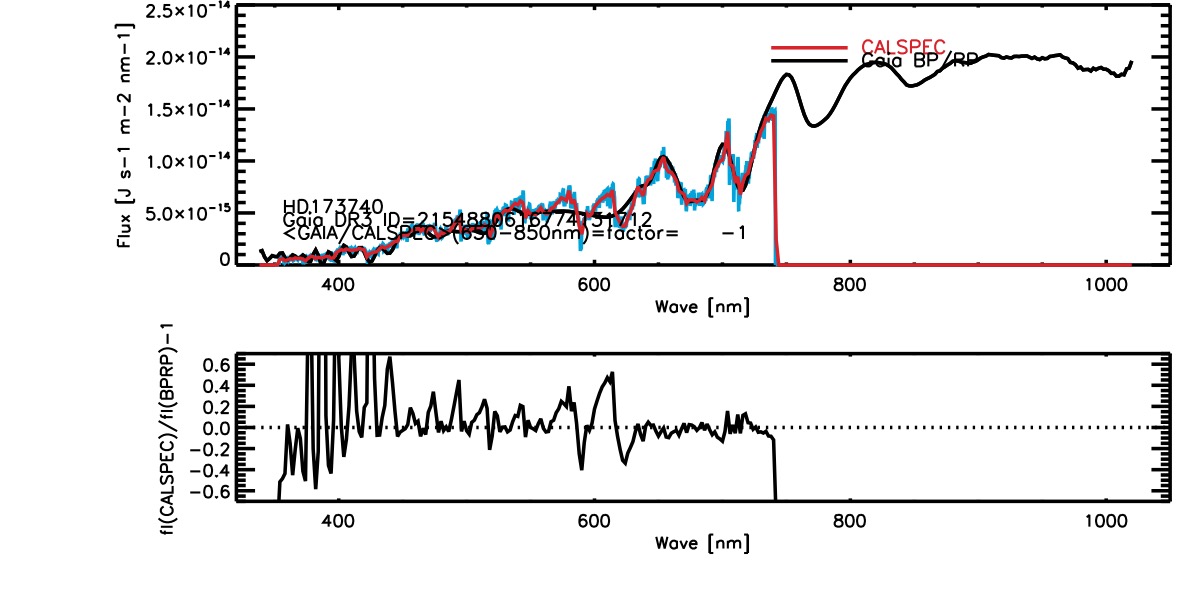 2.5×10⁻¹⁴
2.0×10⁻¹⁴
1.5×10⁻¹⁴
1.0×10⁻¹⁴
5.0×10⁻¹⁵
0
Flux [J s−1 m−2 nm−1]
CALSPEC
Gaia BP/RP
HD173740
Gaia DR3 ID=
<GAIA/CALSPEC> (650−850nm)=factor= −1
400 600 800 1000
Wave [nm]
fl(CALSPEC)/fl(BPRP)−1
0.6
0.4
0.2
0.0
−0.2
−0.4
−0.6
400 600 800 1000
Wave [nm]